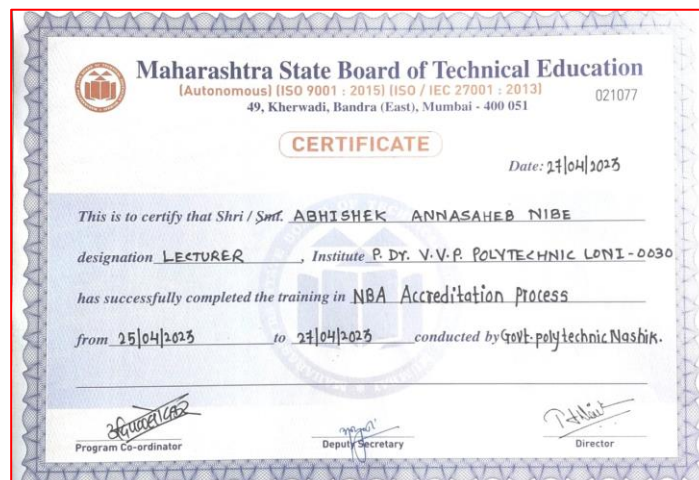 Maharashtra State Board of Technical Education
(Autonomous) (ISO 9001 : 2015) (ISO / IEC 27001 : 2013)
021077
49, Kherwadi, Bandra (East), Mumbai - 400 051
CERTIFICATE
Date: 27/04/2023
This is to certify that Shri / Smt. ABHISHEK ANNASAHEB NIBE
designation LECTURER , Institute P. Dr. V.V.P. POLYTECHNIC LONI - 0030
has successfully completed the training in NBA Accreditation Process
from 25/04/2023 to 27/04/2023 conducted by Govt. polytechnic Nashik.
Program Co-ordinator
Deputy Secretary
Director